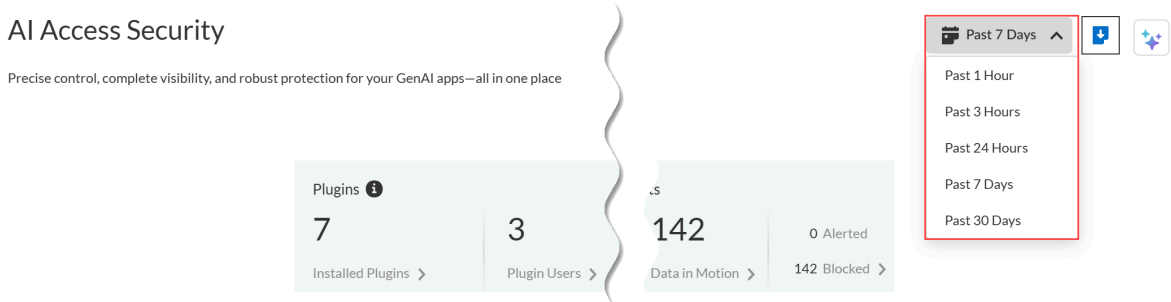 AI Access Security
Past 7 Days
Precise control, complete visibility, and robust protection for your GenAI apps—all in one place
Past 1 Hour
Past 3 Hours
Past 24 Hours
Past 7 Days
Past 30 Days
Plugins
7
Installed Plugins
3
Plugin Users
ts
142
Data in Motion
0 Alerted
142 Blocked